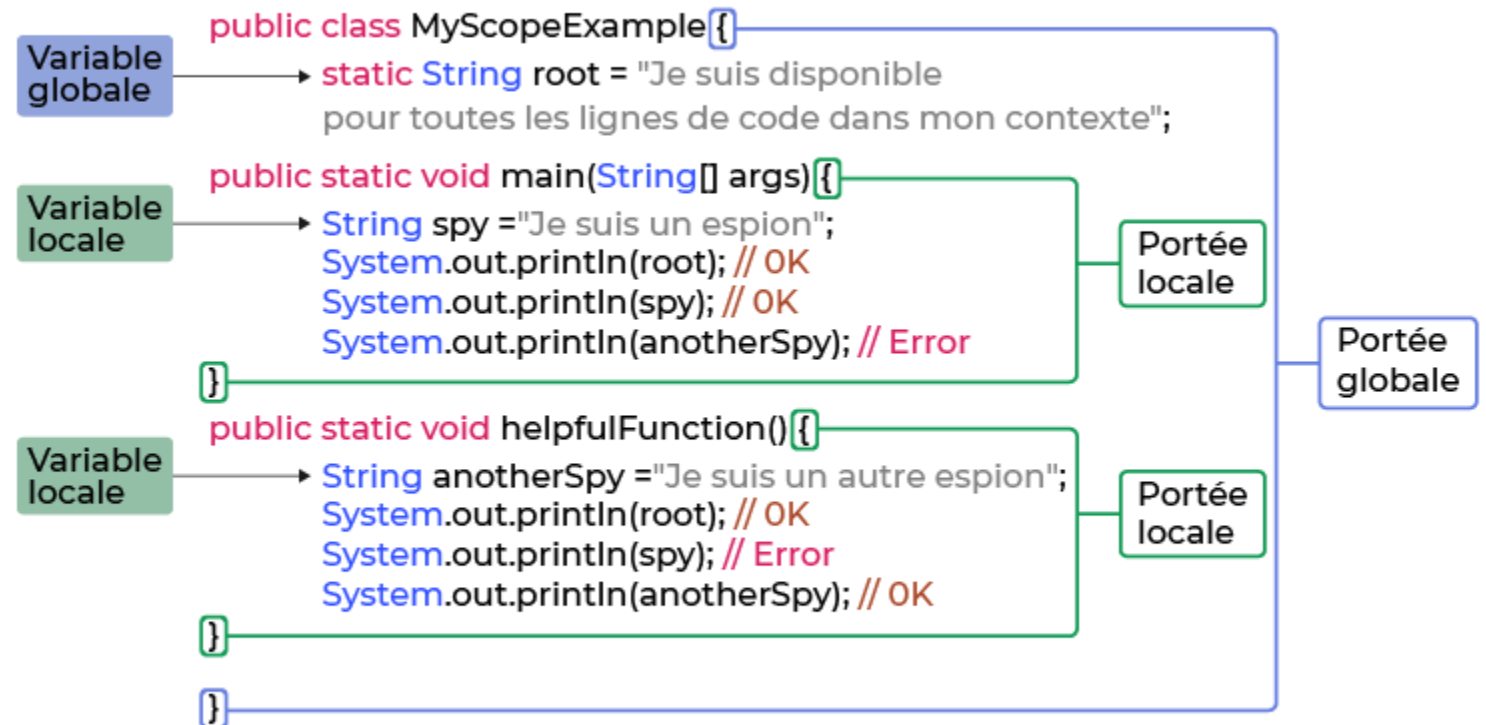 public class MyScopeExample{
Variable
globale
static String root = "Je suis disponible
pour toutes les lignes de code dans mon contexte";
public static void main(String[] args){
Variable
locale
String spy ="Je suis un espion";
System.out.println(root); // OK
System.out.println(spy); // OK
System.out.println(anotherSpy); // Error
}
Portée
locale
public static void helpfulFunction(){
Variable
locale
String anotherSpy ="Je suis un autre espion";
System.out.println(root); // OK
System.out.println(spy); // Error
System.out.println(anotherSpy); // OK
}
Portée
locale
}
Portée
globale